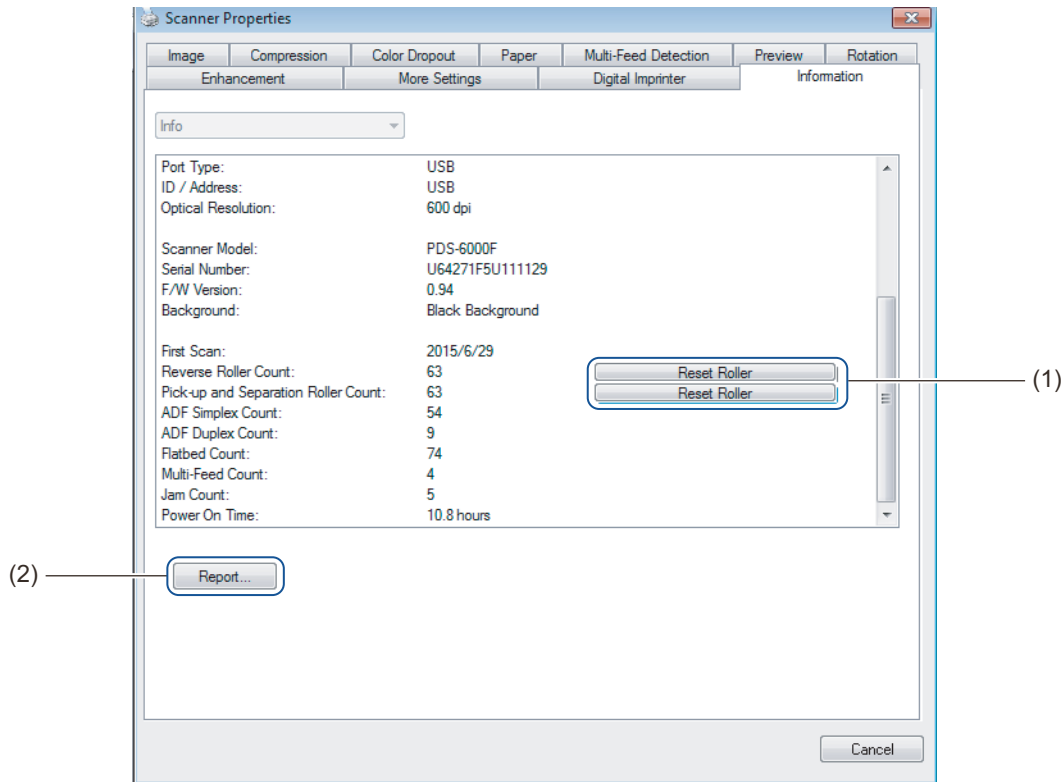 Scanner Properties
Image Compression Color Dropout Paper Multi-Feed Detection Preview Rotation
Enhancement More Settings Digital Imprinter Information
Info
Port Type: USB
ID / Address: USB
Optical Resolution: 600 dpi
Scanner Model: PDS-6000F
Serial Number: U64271F5U111129
F/W Version: 0.94
Background: Black Background
First Scan: 2015/6/29
Reverse Roller Count: 63 Reset Roller
(1)
Pick-up and Separation Roller Count: 63 Reset Roller
ADF Simplex Count: 54
ADF Duplex Count: 9
Flatbed Count: 74
Multi-Feed Count: 4
Jam Count: 5
Power On Time: 10.8 hours
(2) Report...
Cancel